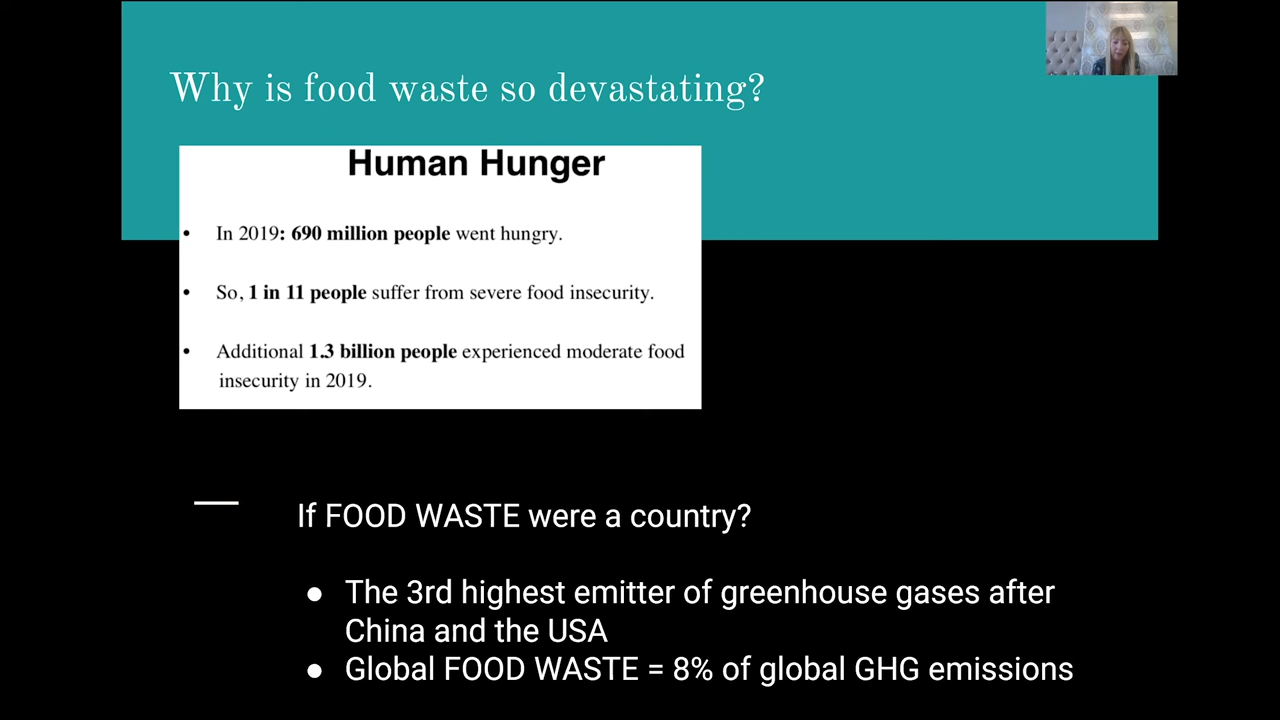 Why is food waste so devastating?
Human Hunger
• In 2019: 690 million people went hungry.
• So, 1 in 11 people suffer from severe food insecurity.
• Additional 1.3 billion people experienced moderate food
insecurity in 2019.
If FOOD WASTE were a country?
● The 3rd highest emitter of greenhouse gases after
China and the USA
● Global FOOD WASTE = 8% of global GHG emissions